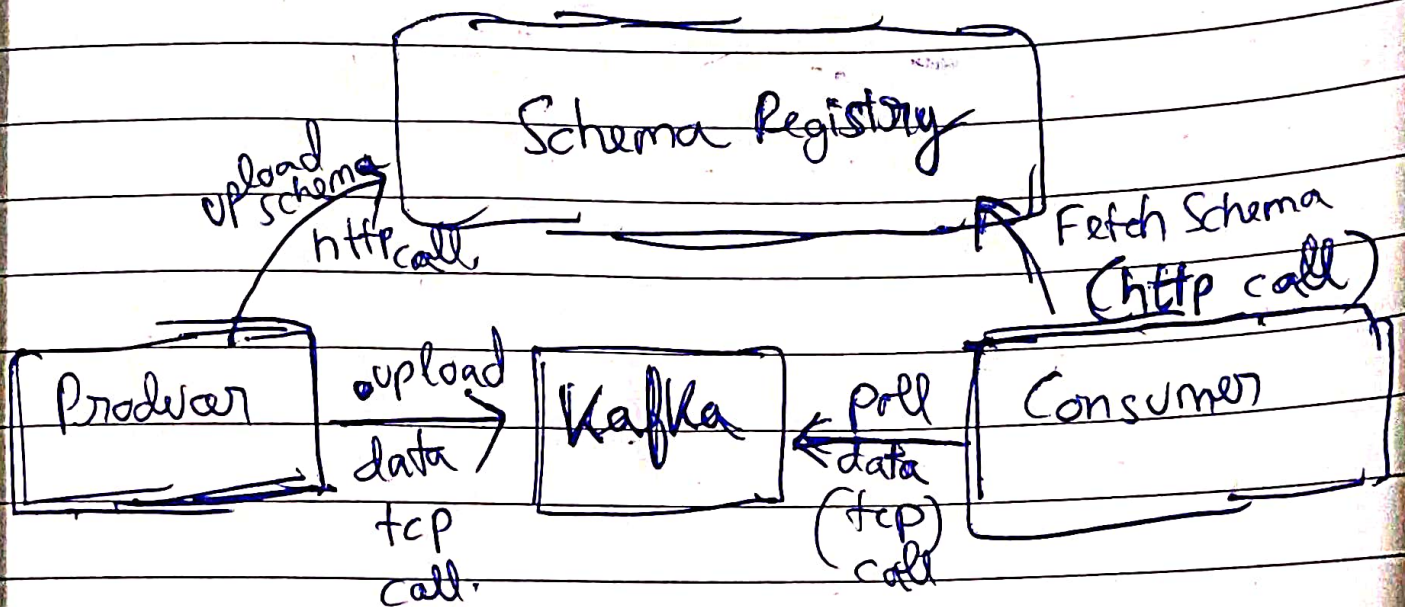 Schema Registry
upload
schema
http call
Fetch Schema
(http call)
Producer
upload
data
tcp
call.
Kafka
poll
data
(tcp)
call
Consumer